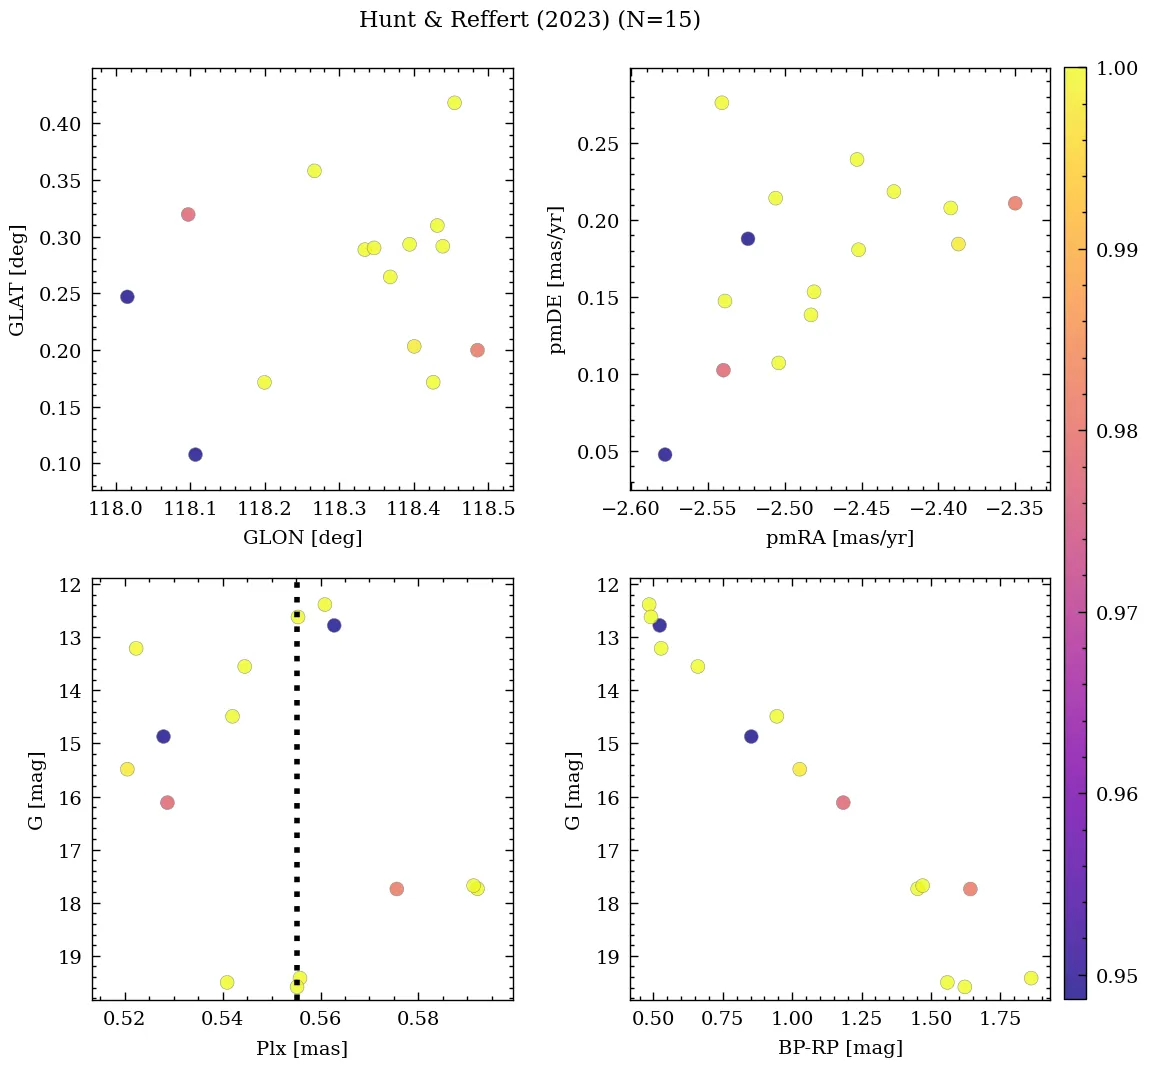 Hunt & Reffert (2023) (N=15)
GLAT [deg]
0.40
0.35
0.30
0.25
0.20
0.15
0.10
118.0 118.1 118.2 118.3 118.4 118.5
GLON [deg]
pmDE [mas/yr]
0.25
0.20
0.15
0.10
0.05
−2.60 −2.55 −2.50 −2.45 −2.40 −2.35
pmRA [mas/yr]
G [mag]
12
13
14
15
16
17
18
19
0.52 0.54 0.56 0.58
Plx [mas]
G [mag]
12
13
14
15
16
17
18
19
0.50 0.75 1.00 1.25 1.50 1.75
BP-RP [mag]
1.00
0.99
0.98
0.97
0.96
0.95